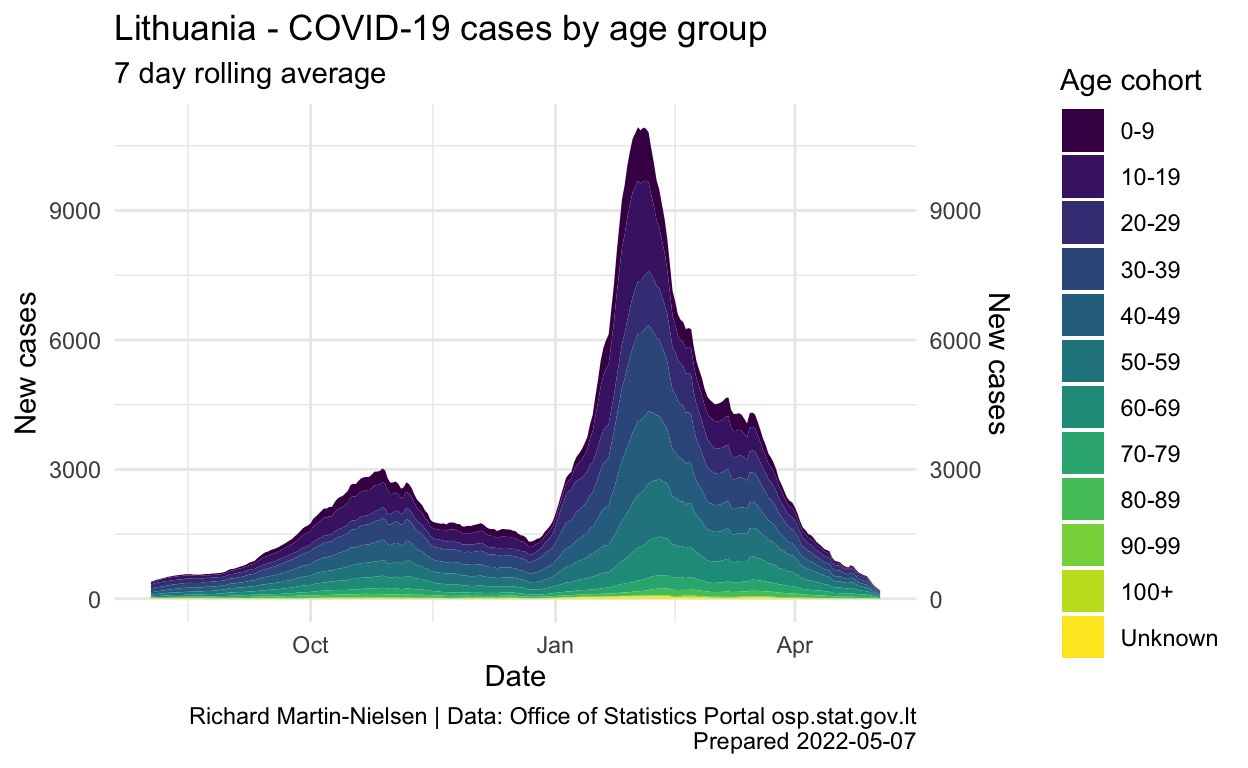 Lithuania - COVID-19 cases by age group
7 day rolling average
Age cohort
0-9
10-19
20-29
30-39
40-49
50-59
60-69
70-79
80-89
90-99
100+
Unknown
New cases
9000
6000
3000
0
9000
6000
3000
0
New cases
Oct
Jan
Apr
Date
Richard Martin-Nielsen | Data: Office of Statistics Portal osp.stat.gov.lt
Prepared 2022-05-07